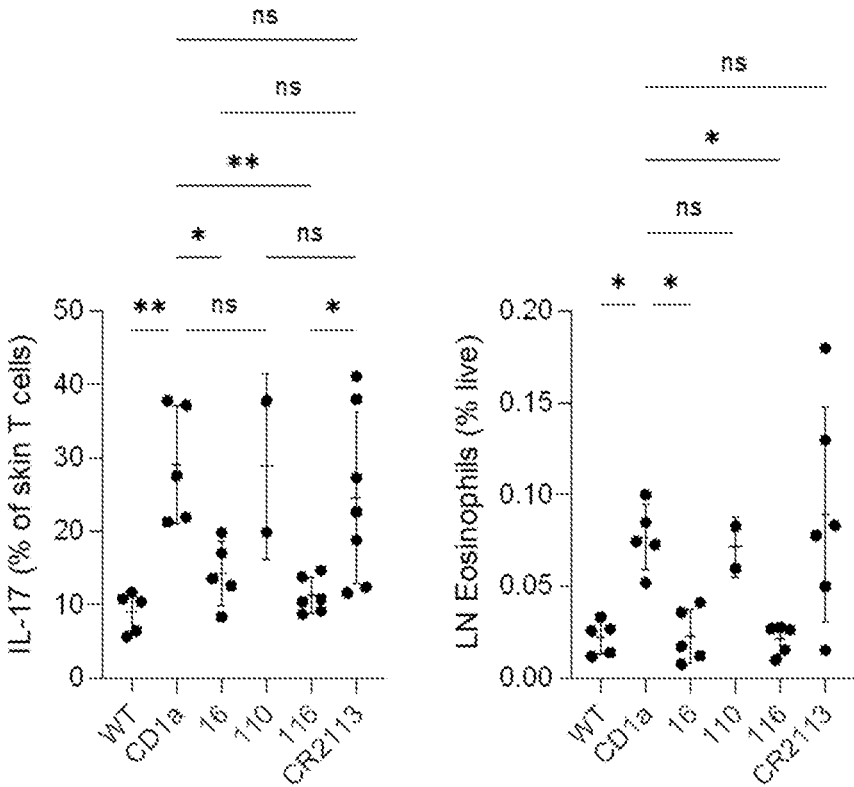 ns
ns
**
*
ns
**
ns
*
50
40
30
20
10
0
IL-17 (% of skin T cells)
WT
CD1a
16
110
116
CR2113
ns
*
ns
*
*
0.20
0.15
0.10
0.05
0.00
LN Eosinophils (% live)
WT
CD1a
16
110
116
CR2113